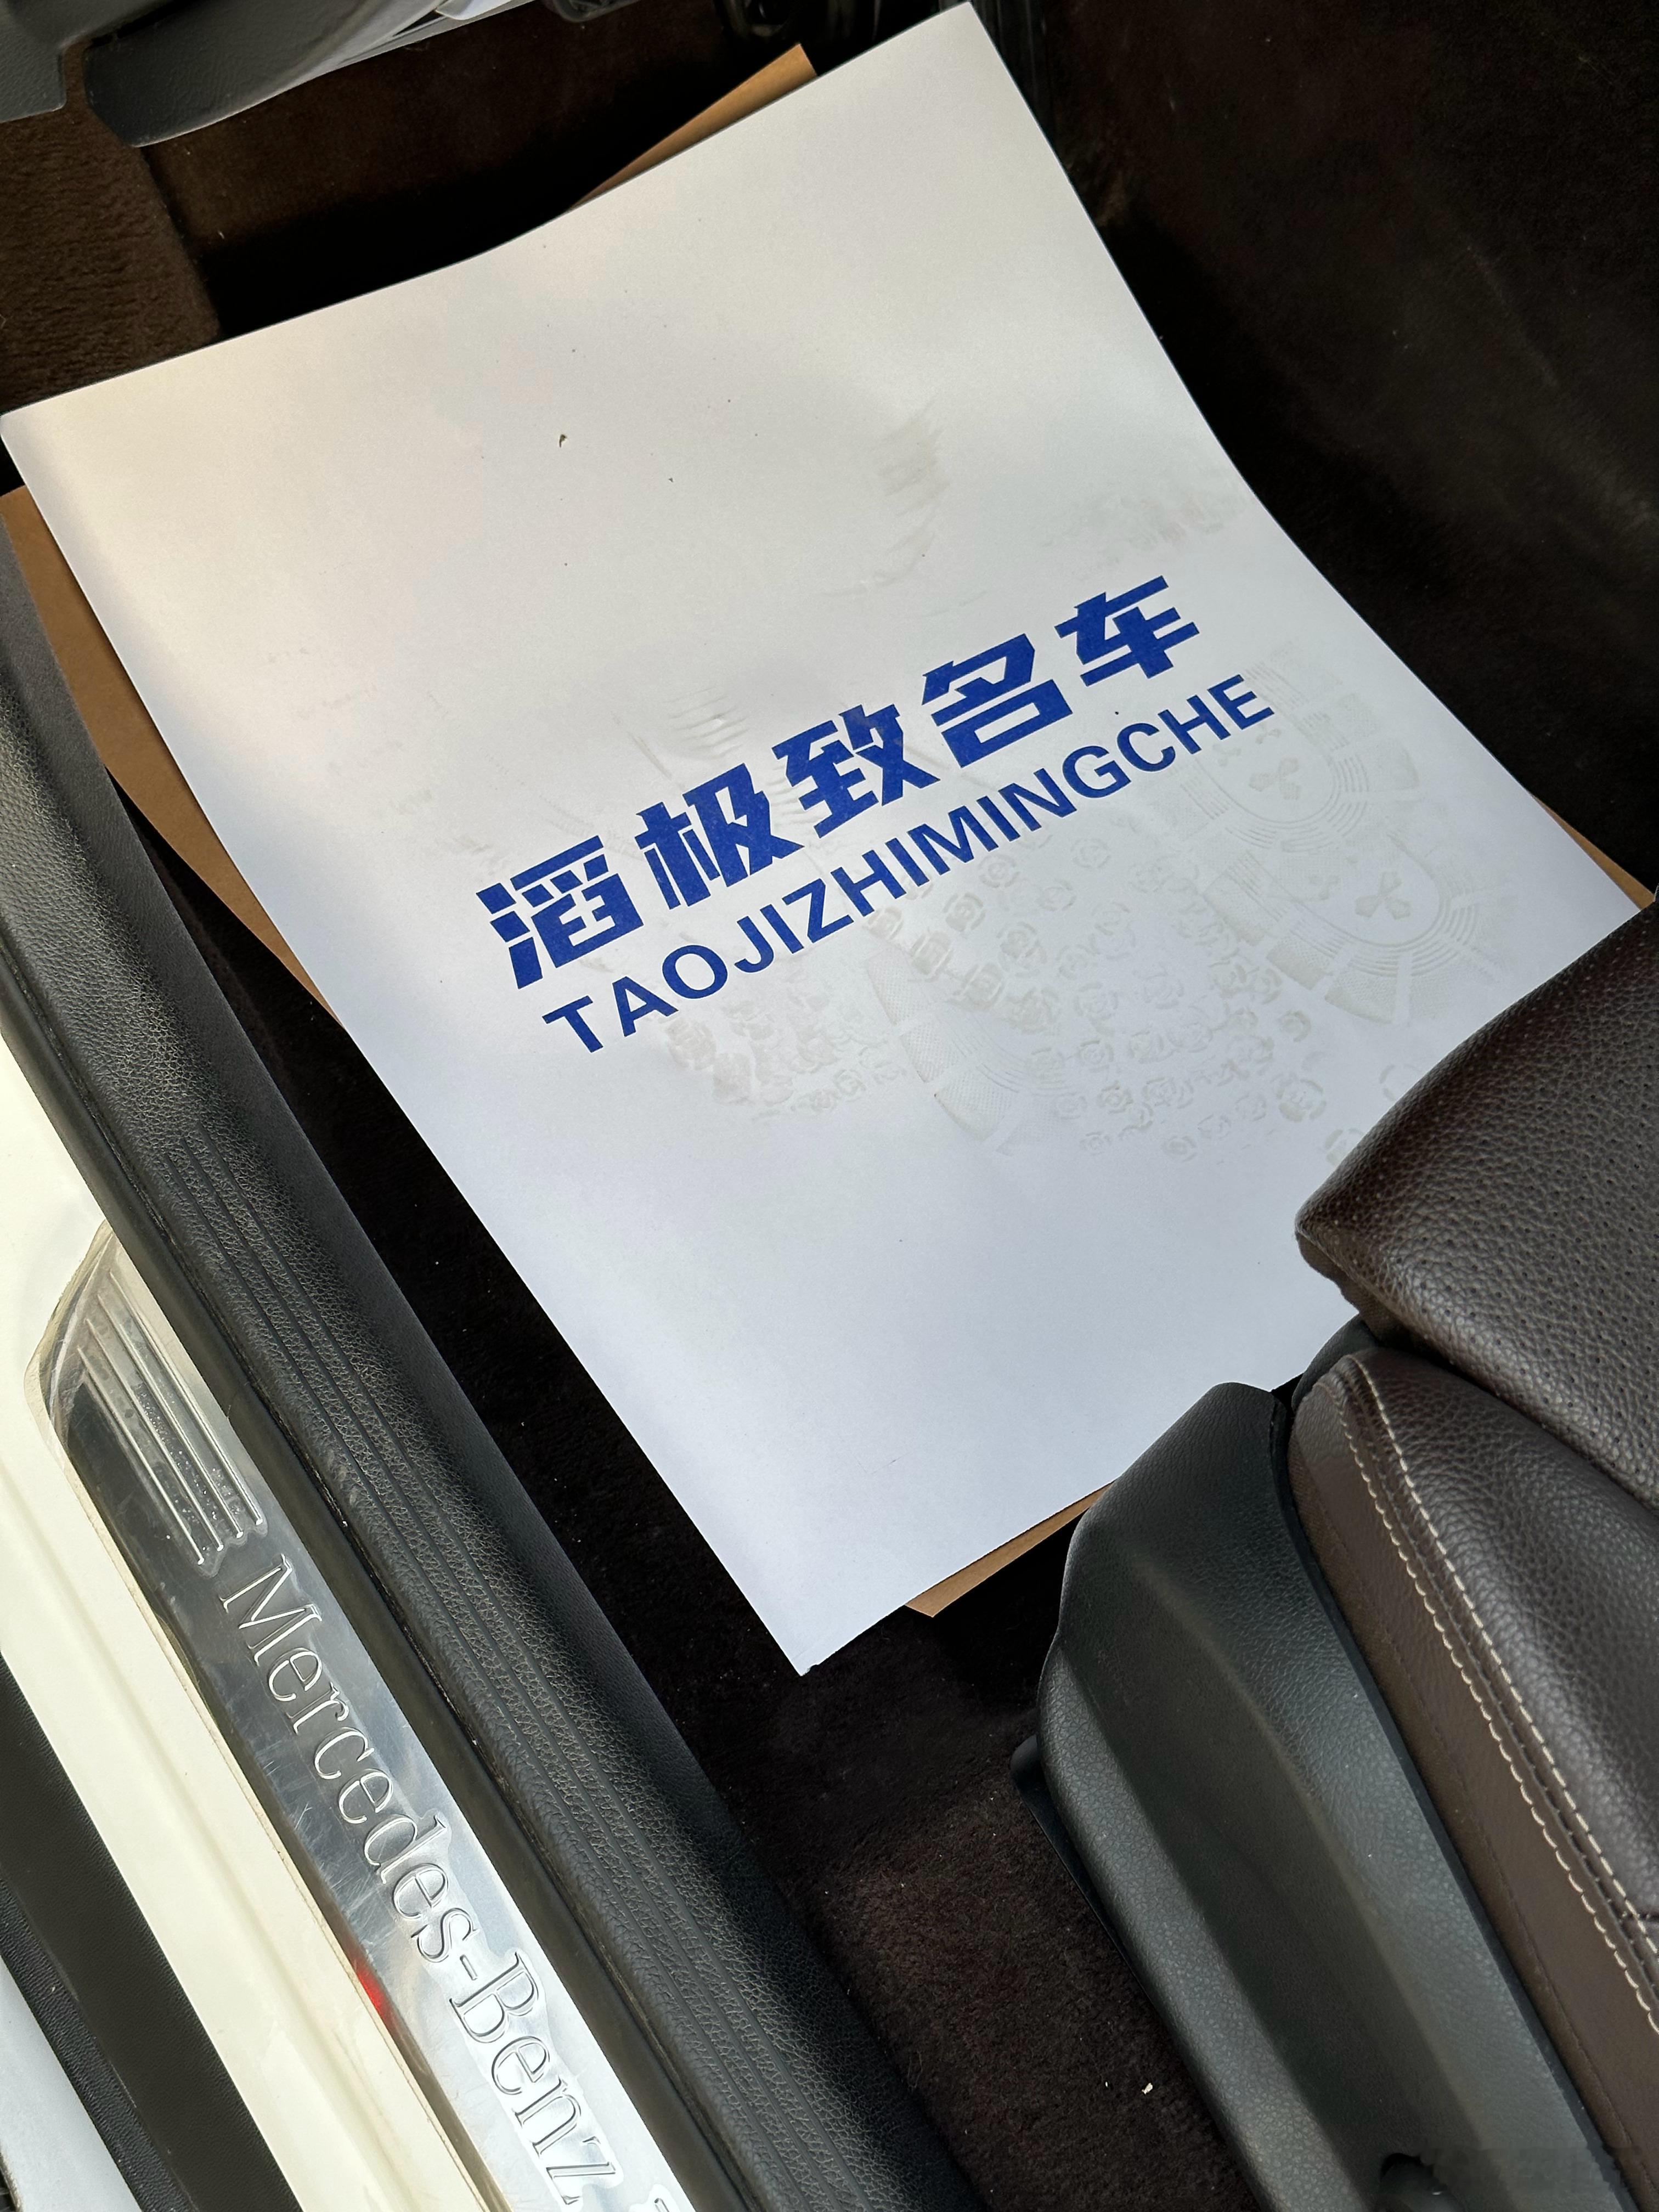 滔极致名车
TAOJIZHIMINGCHE
Mercedes-Benz